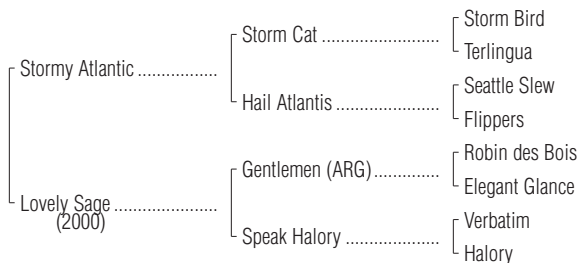 Storm Bird
Storm Cat ........................
Terlingua
Stormy Atlantic ................
Seattle Slew
Hail Atlantis .....................
Flippers
Robin des Bois
Gentlemen (ARG) ...............
Elegant Glance
Lovely Sage .....................
(2000)
Verbatim
Speak Halory ...................
Halory